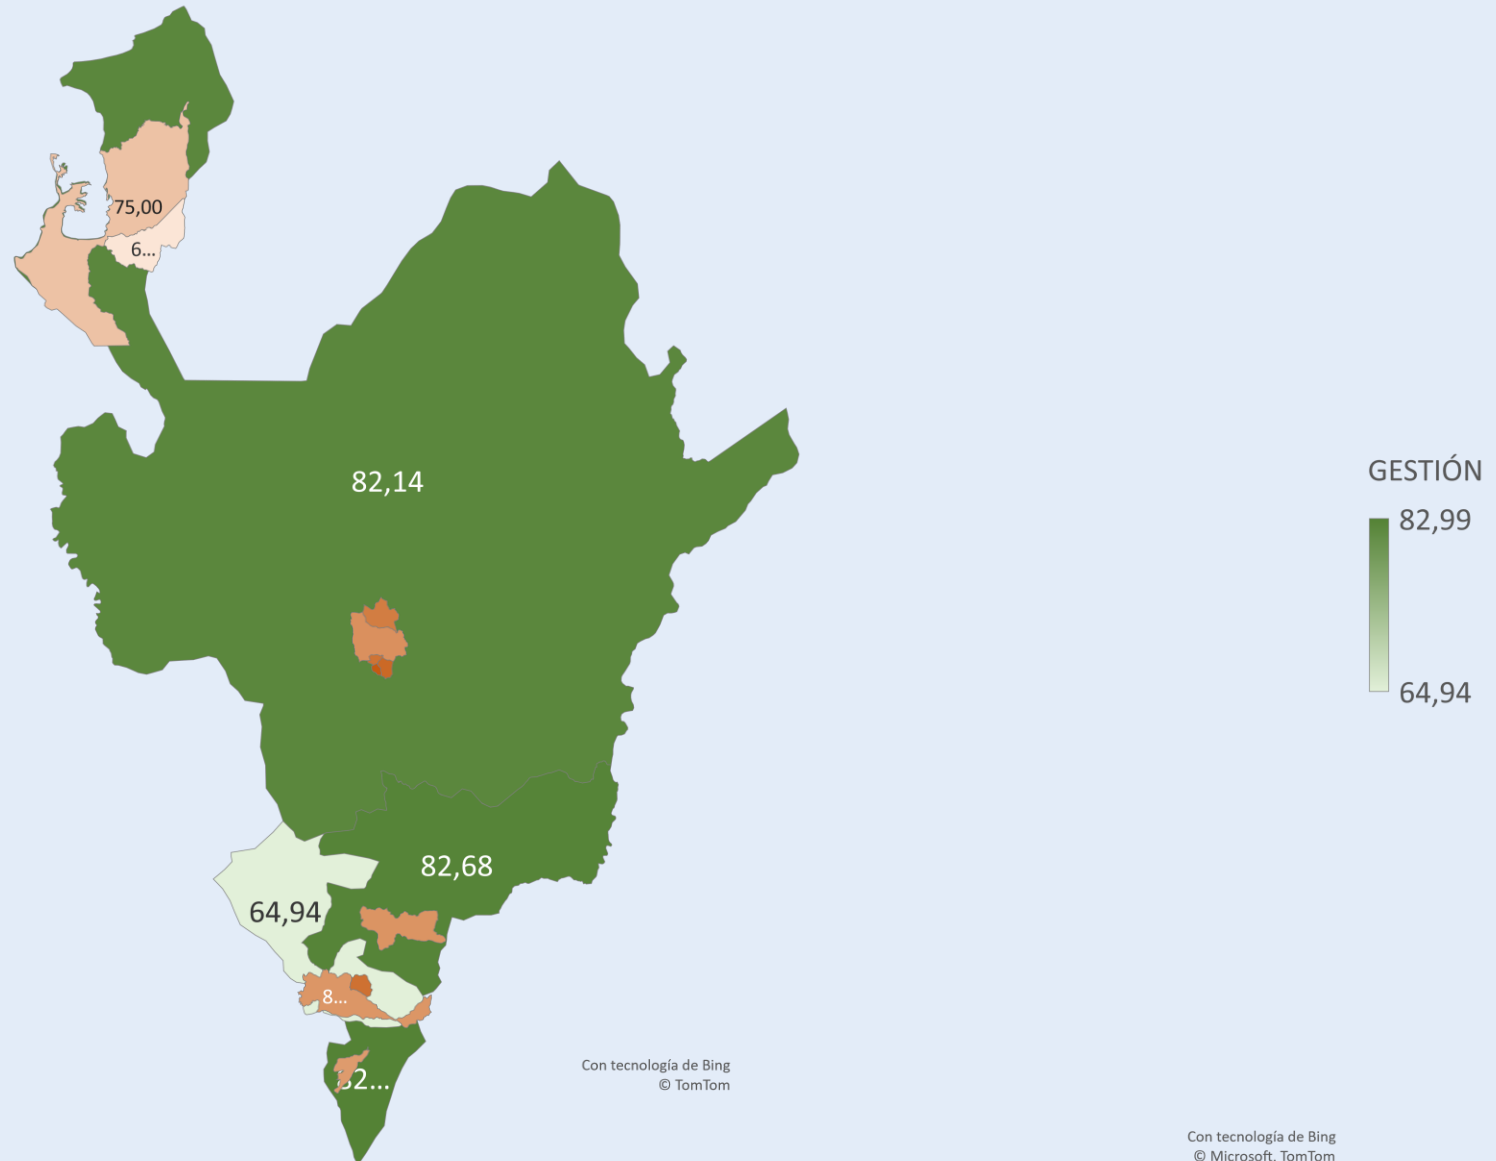 75,00
6...
82,14
GESTIÓN
82,99
64,94
82,68
64,94
8...
82...
Con tecnología de Bing
© TomTom
Con tecnología de Bing
© Microsoft, TomTom